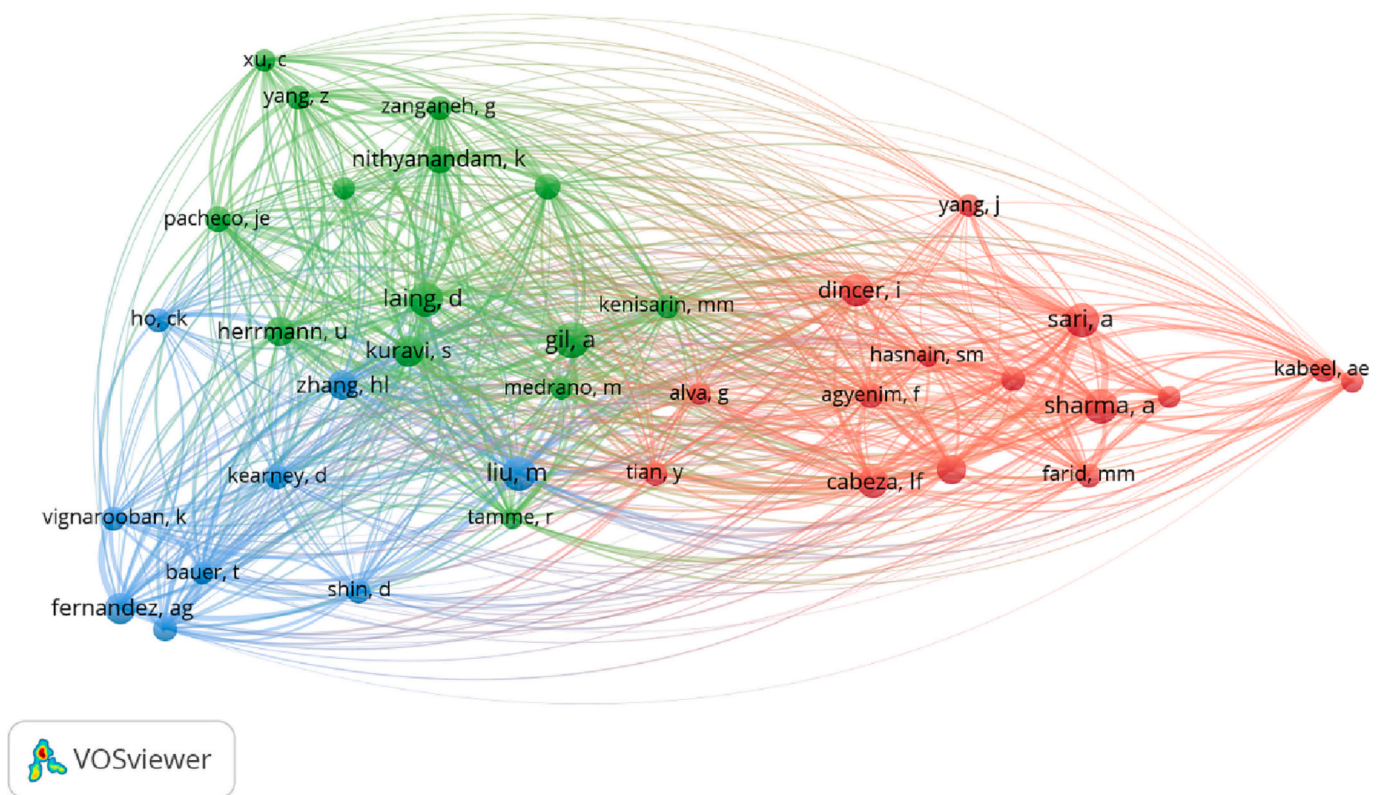 xu, c
yang, z
zanganeh, g
nithyanandam, k
pacheco, je
yang, j
laing, d
dincer, i
kenisarin, mm
ho, ck
herrmann, u
sari, a
gil, a
kuravi, s
hasnain, sm
kabeel, ae
zhang, hl
medrano, m
alva, g
agyenim, f
sharma, a
kearney, d
liu, m
tian, y
cabeza, lf
farid, mm
vignarooban, k
tamme, r
bauer, t
shin, d
fernandez, ag
VOSviewer